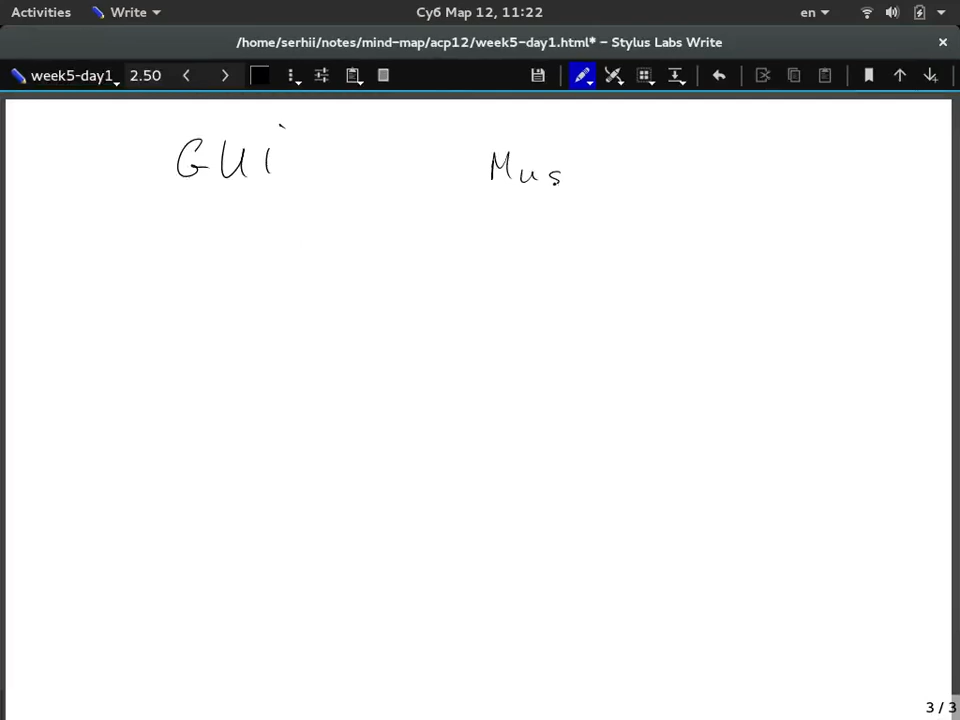 Activities Write Суб Мар 12, 11:22 en
/home/serhii/notes/mind-map/acp12/week5-day1.html* – Stylus Labs Write ×
week5-day1 2.50
GUi Mus
3 / 3